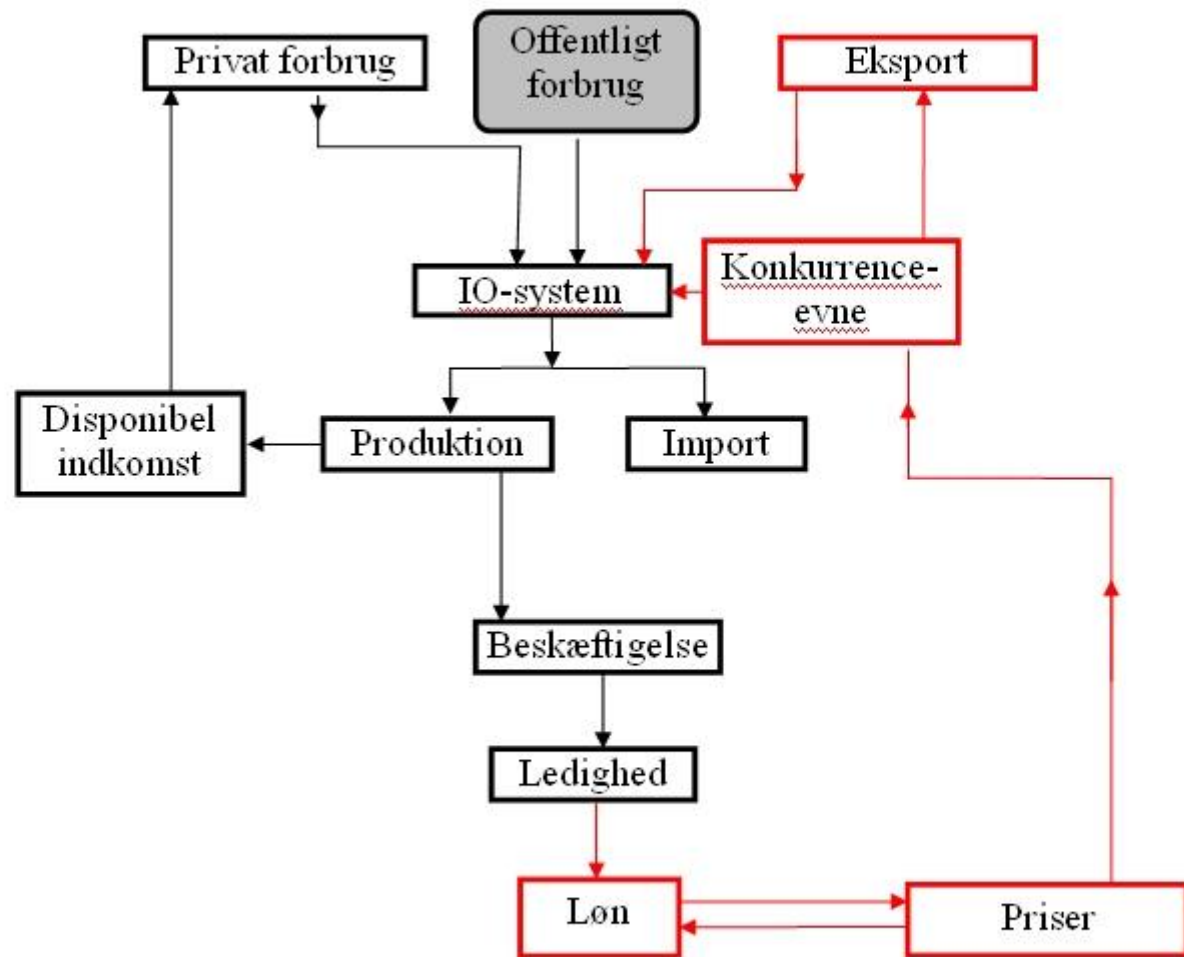 Privat forbrug
Offentligt
forbrug
Eksport
IO-system
Konkurrence-
evne
Disponibel
indkomst
Produktion
Import
Beskæftigelse
Ledighed
Løn
Priser